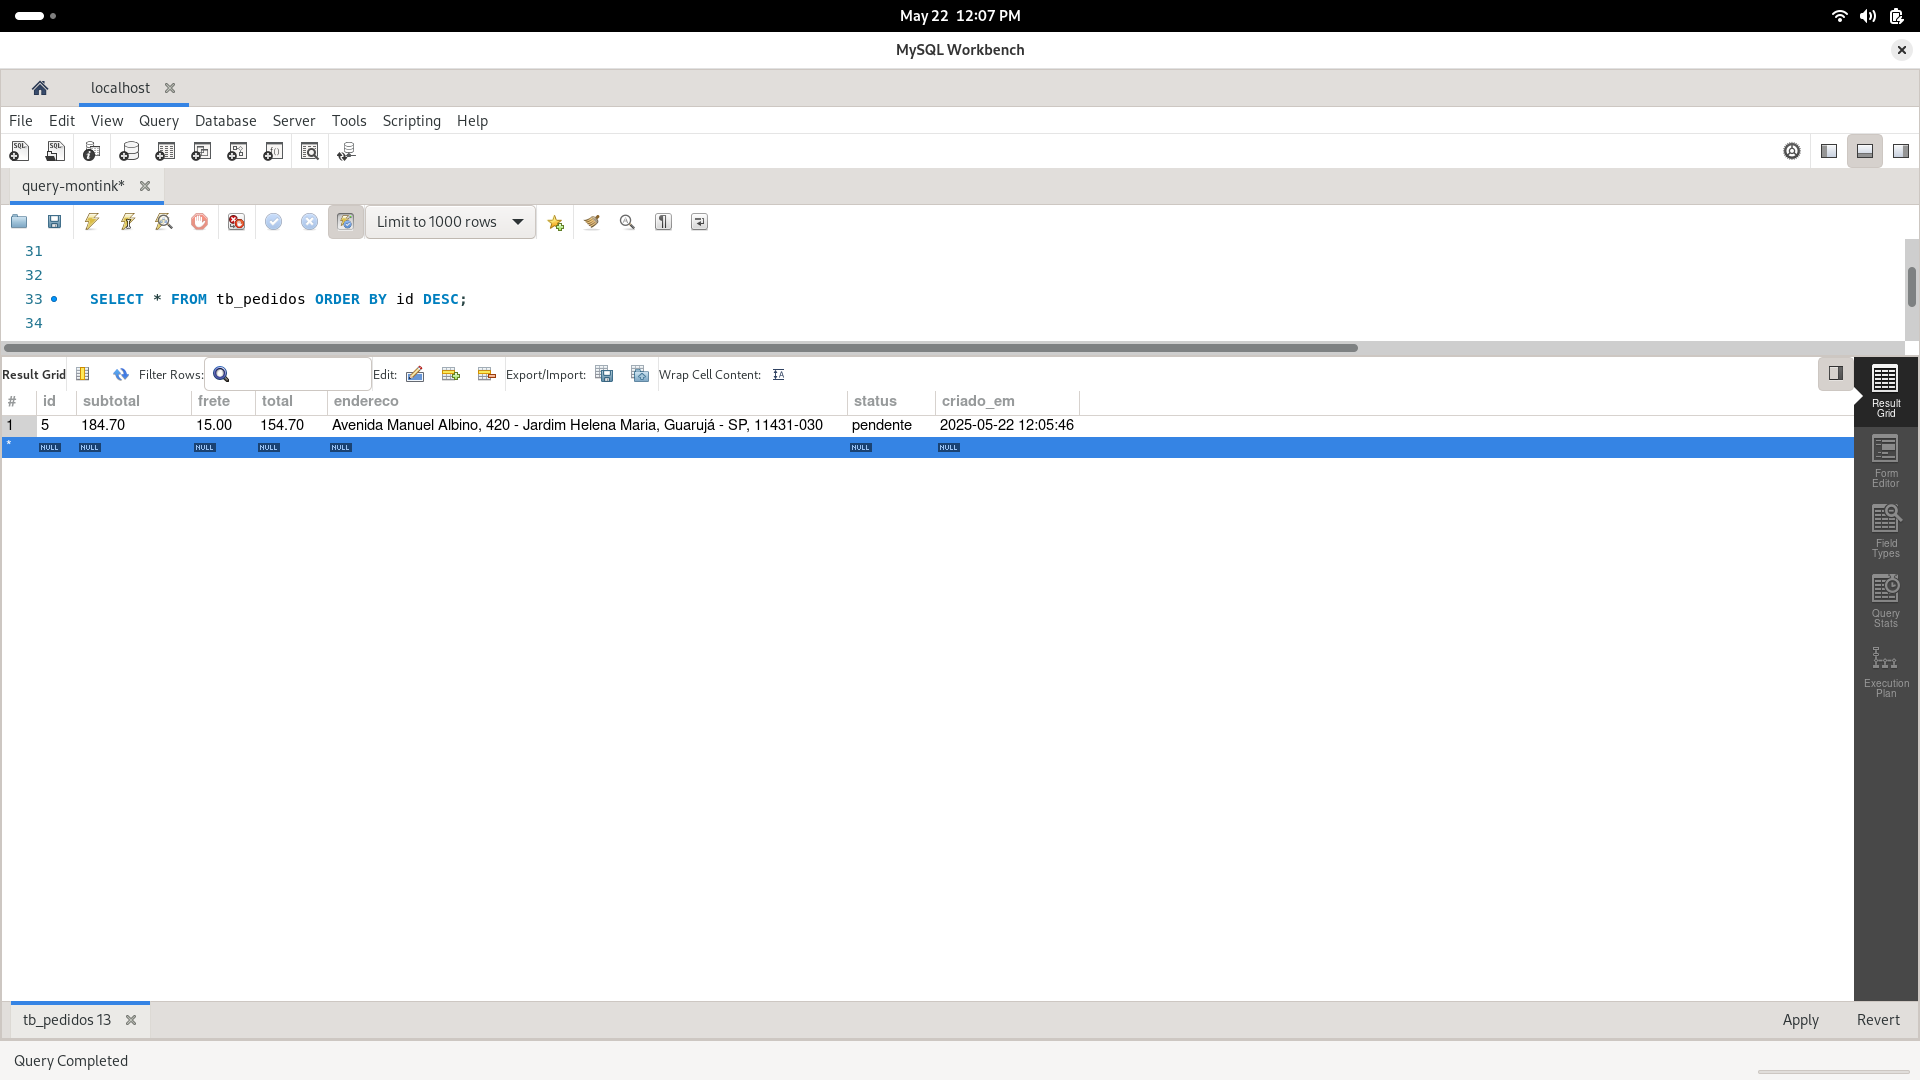 May 22 12:07 PM
MySQL Workbench
localhost
File Edit View Query Database Server Tools Scripting Help
query-montink*
Limit to 1000 rows
31
32
33 SELECT * FROM tb_pedidos ORDER BY id DESC;
34
Result Grid Filter Rows: Edit: Export/Import: Wrap Cell Content:
# id subtotal frete total endereco status criado_em
1 5 184.70 15.00 154.70 Avenida Manuel Albino, 420 - Jardim Helena Maria, Guarujá - SP, 11431-030 pendente 2025-05-22 12:05:46
* NULL NULL NULL NULL NULL NULL NULL
Result
Grid
Form
Editor
Field
Types
Query
Stats
Execution
Plan
tb_pedidos 13
Apply Revert
Query Completed